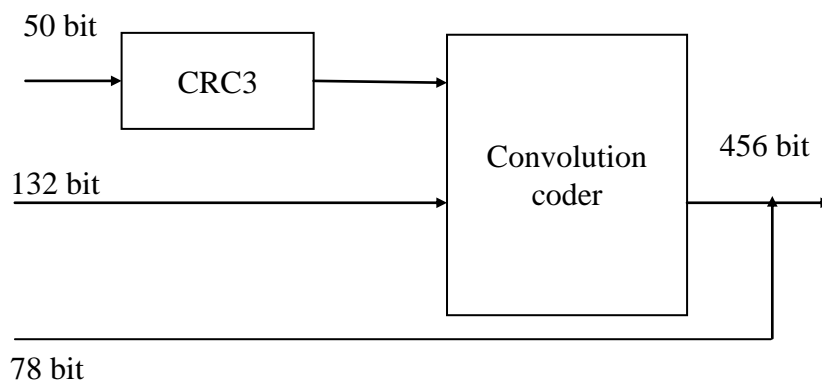 50 bit
CRC3
132 bit
Convolution
coder
456 bit
78 bit